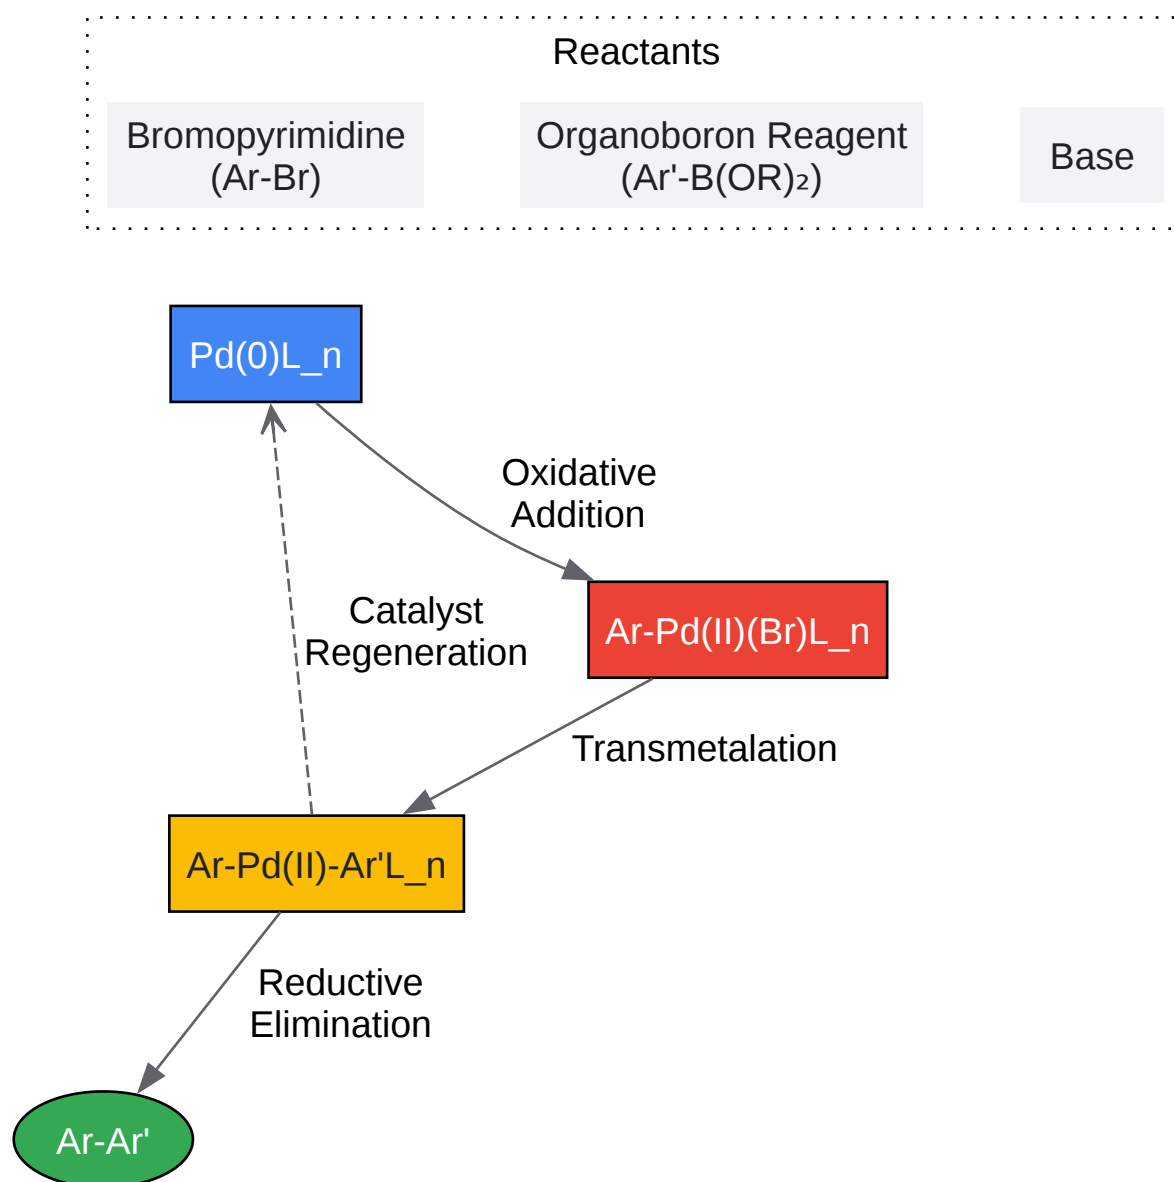 Reactants
Bromopyrimidine
(Ar-Br)
Organoboron Reagent
(Ar'-B(OR)₂)
Base
Pd(0)L_n
Oxidative
Addition
Catalyst
Regeneration
Ar-Pd(II)(Br)L_n
Transmetalation
Ar-Pd(II)-Ar'L_n
Reductive
Elimination
Ar-Ar'